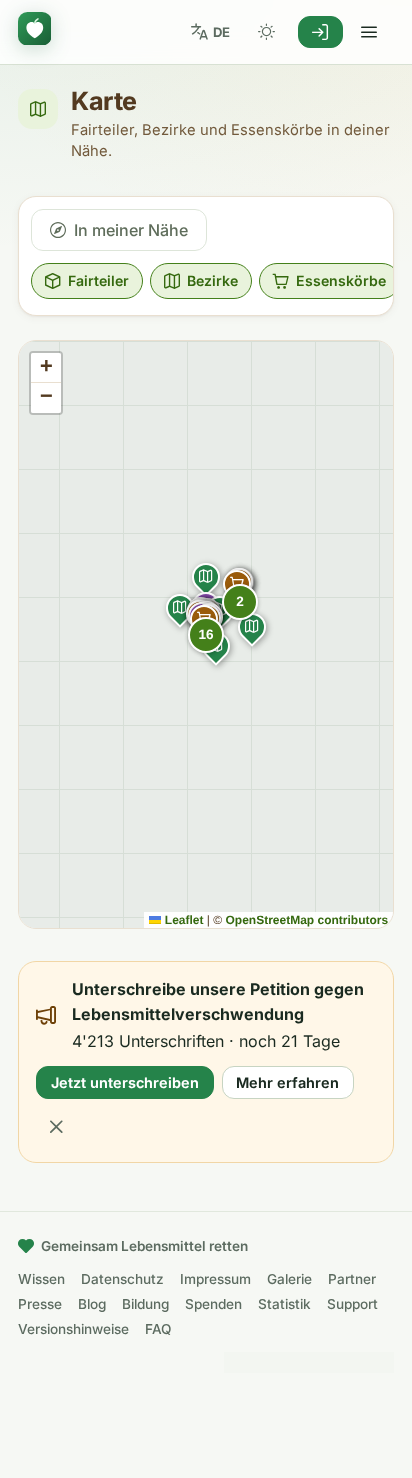 DE
Karte
Fairteiler, Bezirke und Essenskörbe in deiner
Nähe.
In meiner Nähe
Fairteiler
Bezirke
Essenskörbe
+
−
2
16
Leaflet | © OpenStreetMap contributors
Unterschreibe unsere Petition gegen
Lebensmittelverschwendung
4'213 Unterschriften · noch 21 Tage
Jetzt unterschreiben
Mehr erfahren
Gemeinsam Lebensmittel retten
Wissen Datenschutz Impressum Galerie Partner
Presse Blog Bildung Spenden Statistik Support
Versionshinweise FAQ